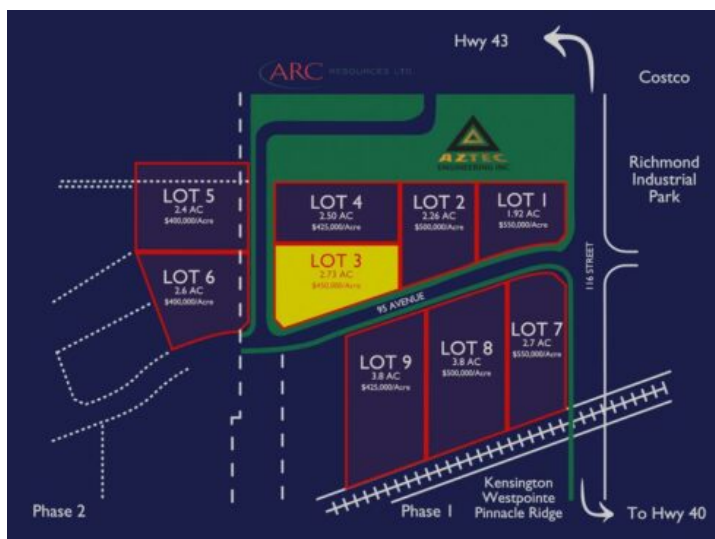 Hwy 43
ARC RESOURCES LTD.
Costco
AZTEC
ENGINEERING INC
Richmond
Industrial
Park
LOT 5
2.4 AC
$400,000/Acre
LOT 4
2.50 AC
$425,000/Acre
LOT 2
2.26 AC
$500,000/Acre
LOT 1
1.92 AC
$550,000/Acre
LOT 3
2.73 AC
$450,000/Acre
LOT 6
2.6 AC
$400,000/Acre
116 STREET
95 AVENUE
LOT 7
2.7 AC
$550,000/Acre
LOT 8
3.8 AC
$500,000/Acre
LOT 9
3.8 AC
$425,000/Acre
Kensington
Westpointe
Pinnacle Ridge
Phase 2
Phase 1
To Hwy 40